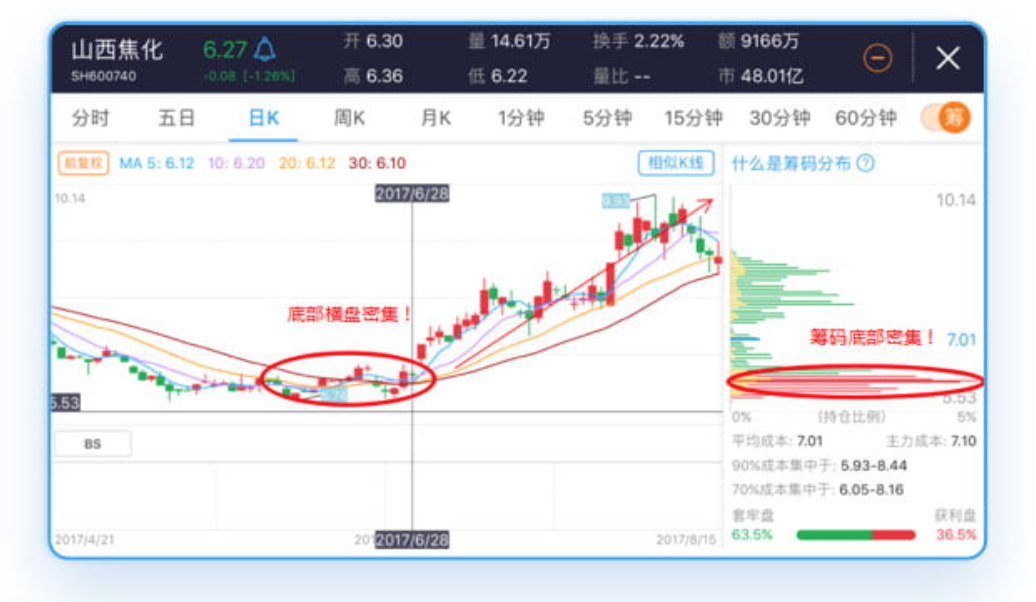 山西焦化 6.27 开 6.30 量 14.61万 换手 2.22% 额 9166万
SH600740 -0.08 [-1.26%] 高 6.36 低 6.22 量比 -- 市 48.01亿
分时 五日 日K 周K 月K 1分钟 5分钟 15分钟 30分钟 60分钟 筹
前复权 MA 5: 6.12 10: 6.20 20: 6.12 30: 6.10 相似K线 什么是筹码分布 ?
10.14 2017/6/28 9.93 10.14
底部横盘密集！ 筹码底部密集！ 7.01
5.53 5.53
0% (持仓比例) 5%
BS 平均成本: 7.01 主力成本: 7.10
90%成本集中于: 5.93-8.44
70%成本集中于: 6.05-8.16
套牢盘 获利盘
2017/4/21 2017/6/28 2017/8/15 63.5% 36.5%